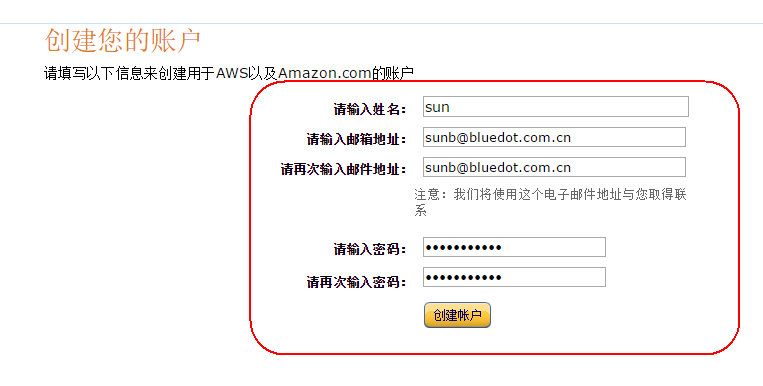 创建您的账户
请填写以下信息来创建用于AWS以及Amazon.com的账户
请输入姓名: sun
请输入邮箱地址: sunb@bluedot.com.cn
请再次输入邮件地址: sunb@bluedot.com.cn
注意：我们将使用这个电子邮件地址与您取得联
系
请输入密码: •••••••••••
请再次输入密码: •••••••••••
创建帐户